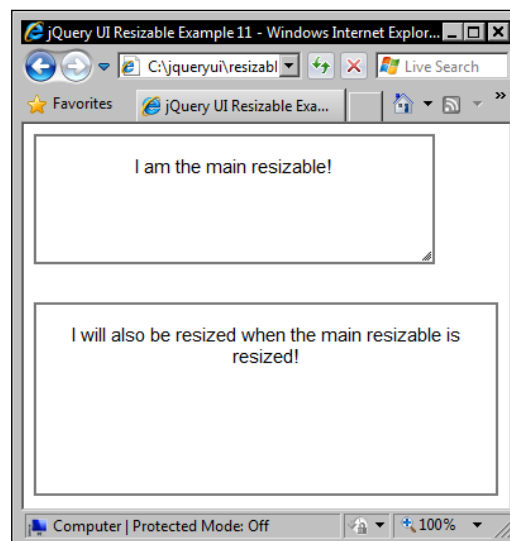 jQuery UI Resizable Example 11 - Windows Internet Explor...
C:\jqueryui\resizabl
Live Search
Favorites
jQuery UI Resizable Exa...
»
I am the main resizable!
I will also be resized when the main resizable is
resized!
Computer | Protected Mode: Off
100%